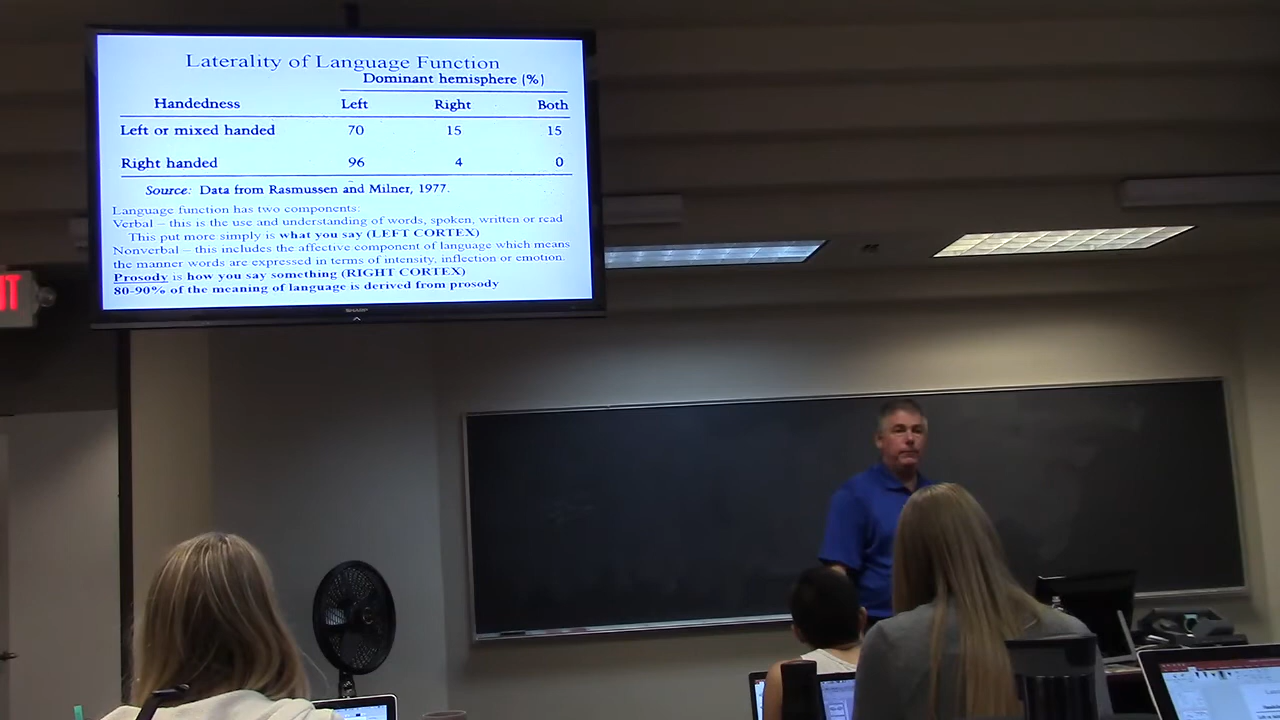 Laterality of Language Function
Dominant hemisphere (%)
Handedness Left Right Both
Left or mixed handed 70 15 15
Right handed 96 4 0
Source: Data from Rasmussen and Milner, 1977.
Language function has two components:
Verbal – this is the use and understanding of words, spoken, written or read
This put more simply is what you say (LEFT CORTEX)
Nonverbal – this includes the affective component of language which means
the manner words are expressed in terms of intensity, inflection or emotion.
Prosody is how you say something (RIGHT CORTEX)
80-90% of the meaning of language is derived from prosody
SHARP